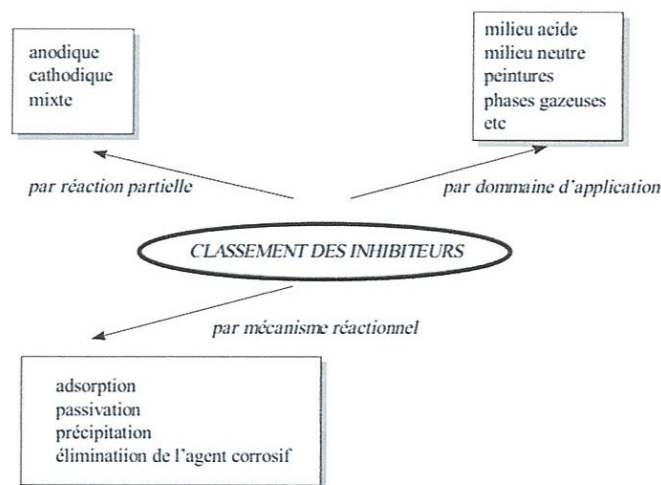 anodique
cathodique
mixte
milieu acide
milieu neutre
peintures
phases gazeuses
etc
par réaction partielle
par dommaine d'application
CLASSEMENT DES INHIBITEURS
par mécanisme réactionnel
adsorption
passivation
précipitation
éliminatiion de l'agent corrosif